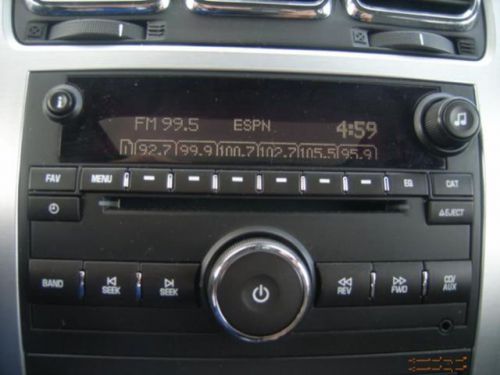 FM 99.5 ESPN 4:59
1 92.7 99.9 100.7 102.7 105.5 95.9
FAV MENU EQ CAT
EJECT
BAND SEEK SEEK REV FWD CD/AUX